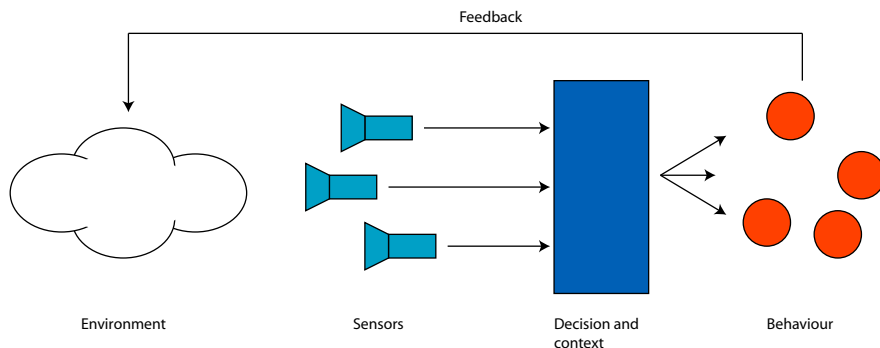 Feedback
Environment
Sensors
Decision and
context
Behaviour